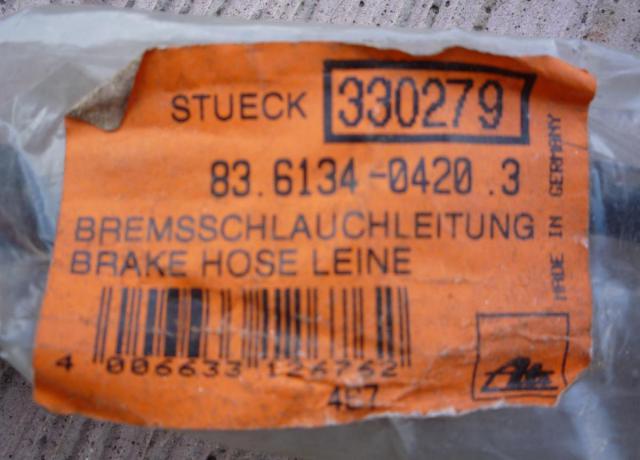 STUECK 330279
83.6134-0420.3
BREMSSCHLAUCHLEITUNG
BRAKE HOSE LEINE
MADE IN GERMANY
4 006633 126762
Ate